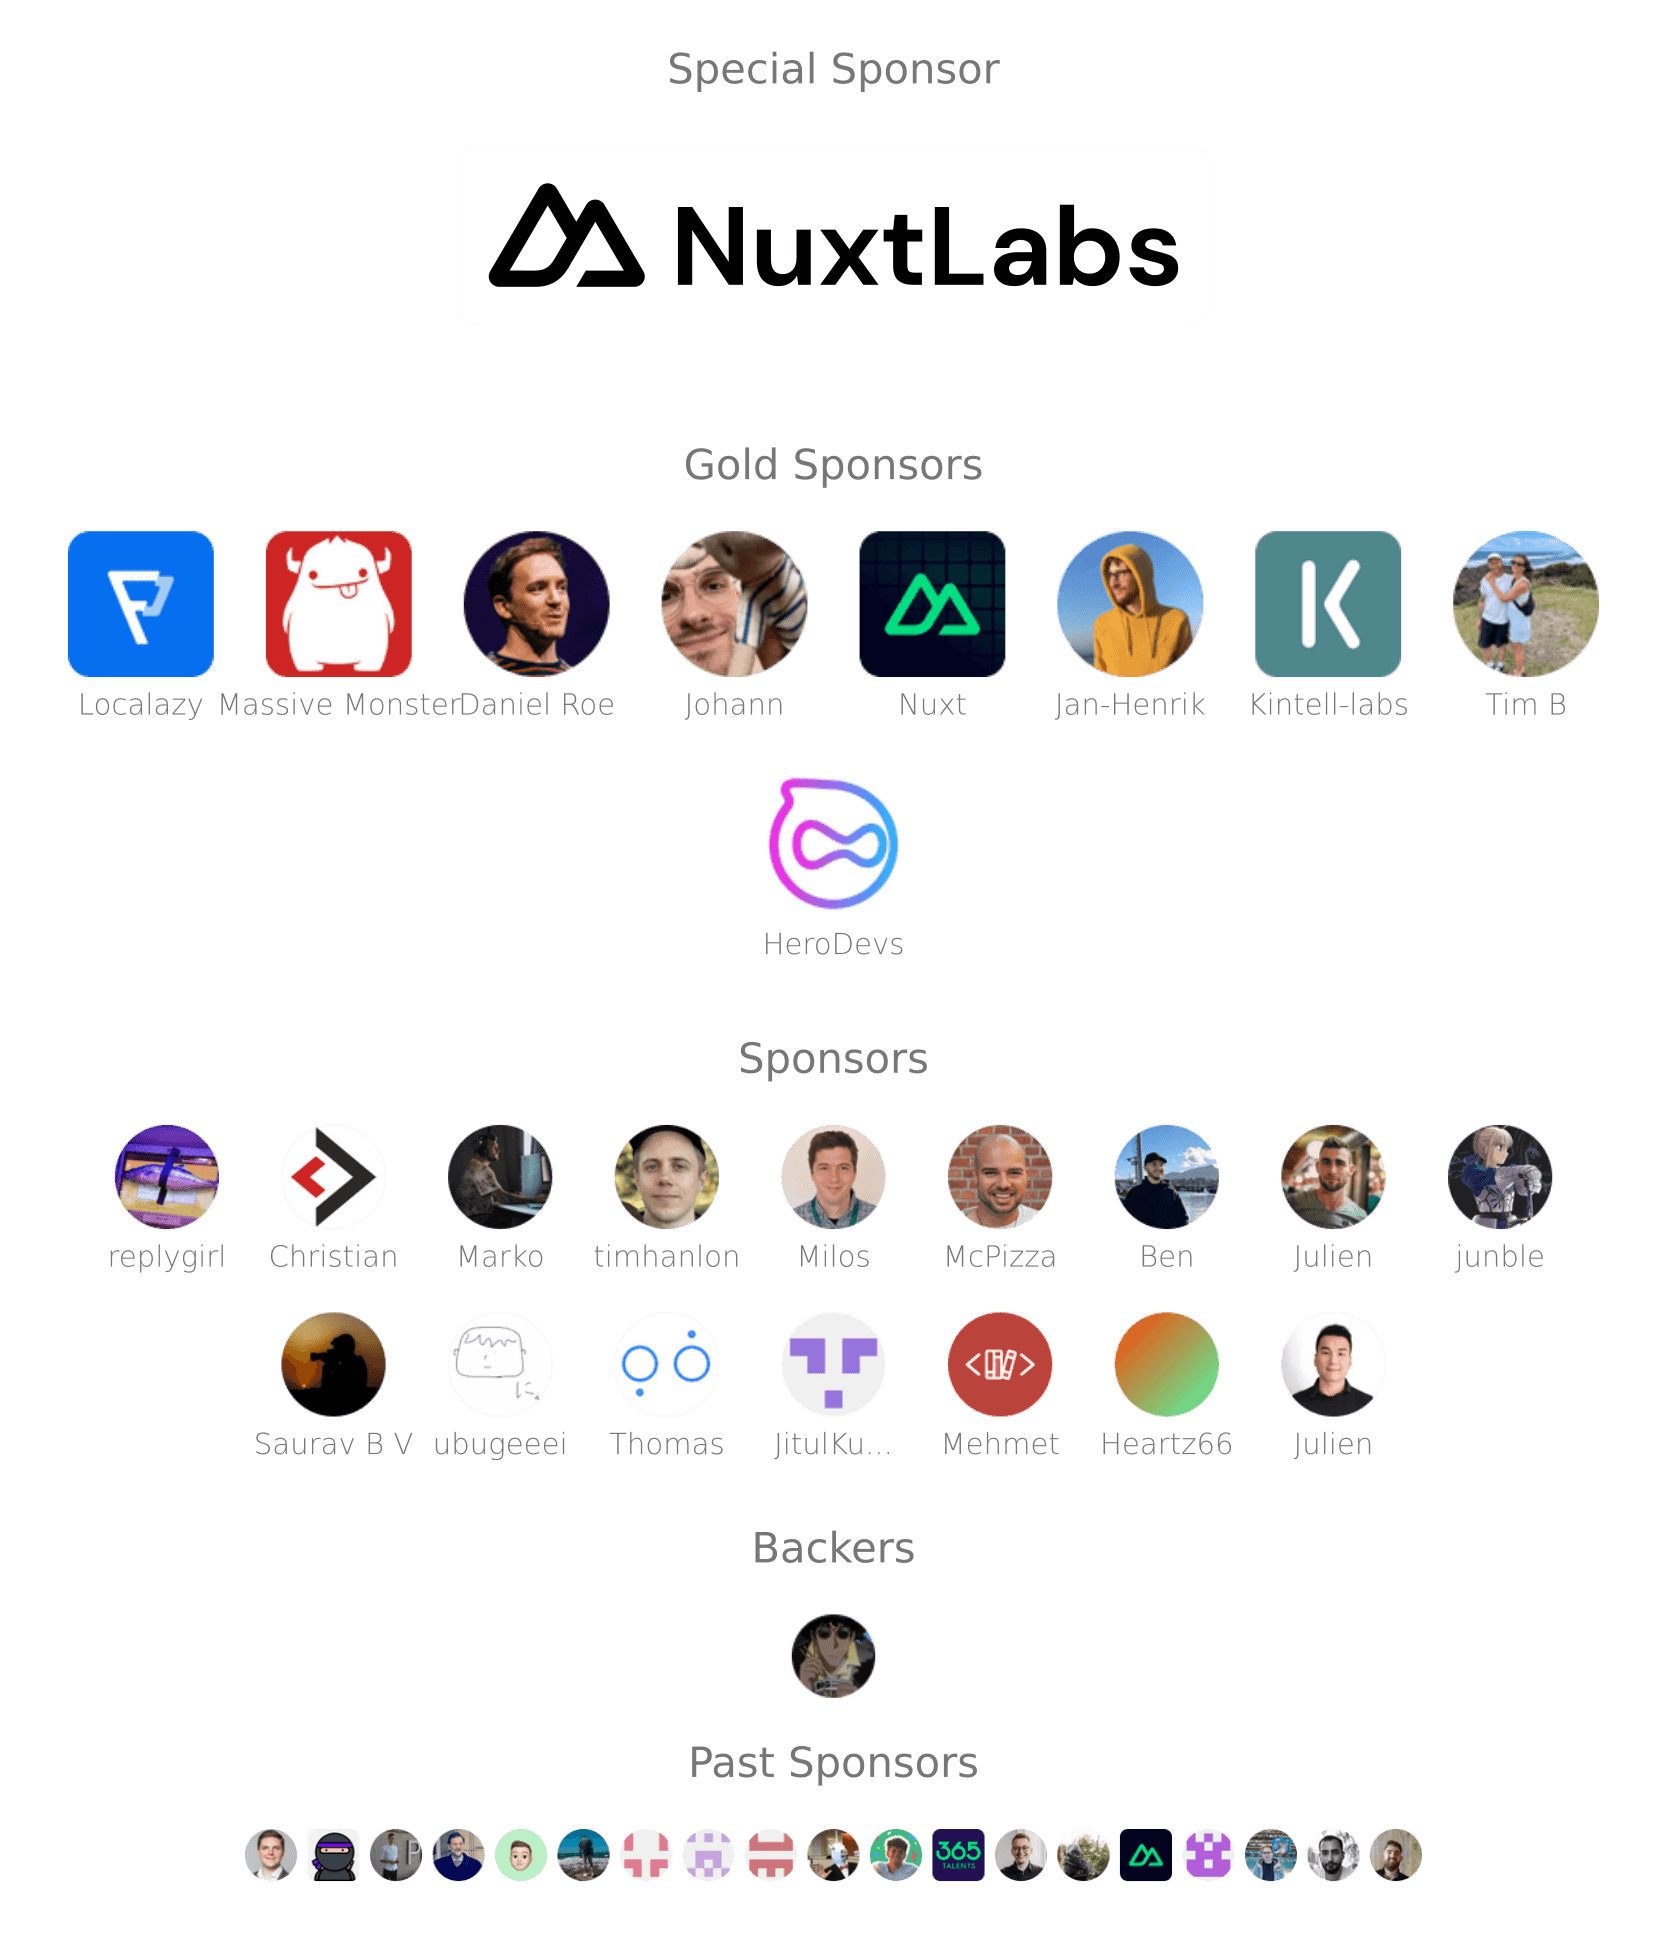 Special Sponsor
NuxtLabs
Gold Sponsors
Localazy Massive Monster Daniel Roe Johann Nuxt Jan-Henrik Kintell-labs Tim B
HeroDevs
Sponsors
replygirl Christian Marko timhanlon Milos McPizza Ben Julien junble
Saurav B V ubugeeei Thomas JitulKu... Mehmet Heartz66 Julien
Backers
Past Sponsors
365
TALENTS